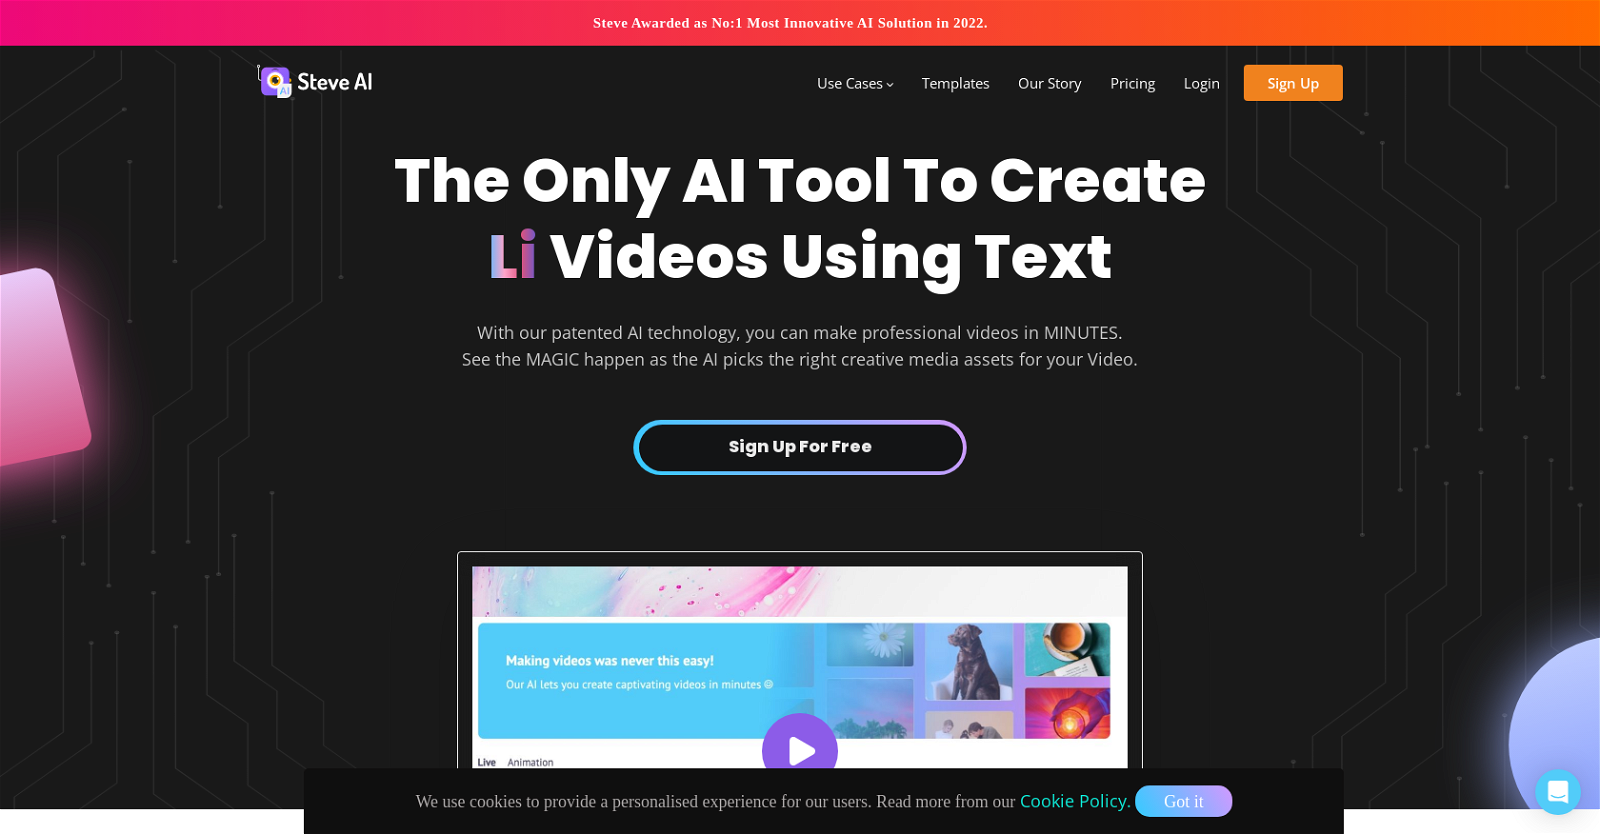 Steve Awarded as No:1 Most Innovative AI Solution in 2022.
AI Steve AI
Use Cases Templates Our Story Pricing Login Sign Up
The Only AI Tool To Create
Li Videos Using Text
With our patented AI technology, you can make professional videos in MINUTES.
See the MAGIC happen as the AI picks the right creative media assets for your Video.
Sign Up For Free
Making videos was never this easy!
Our AI lets you create captivating videos in minutes ☺
Live Animation
We use cookies to provide a personalised experience for our users. Read more from our Cookie Policy. Got it